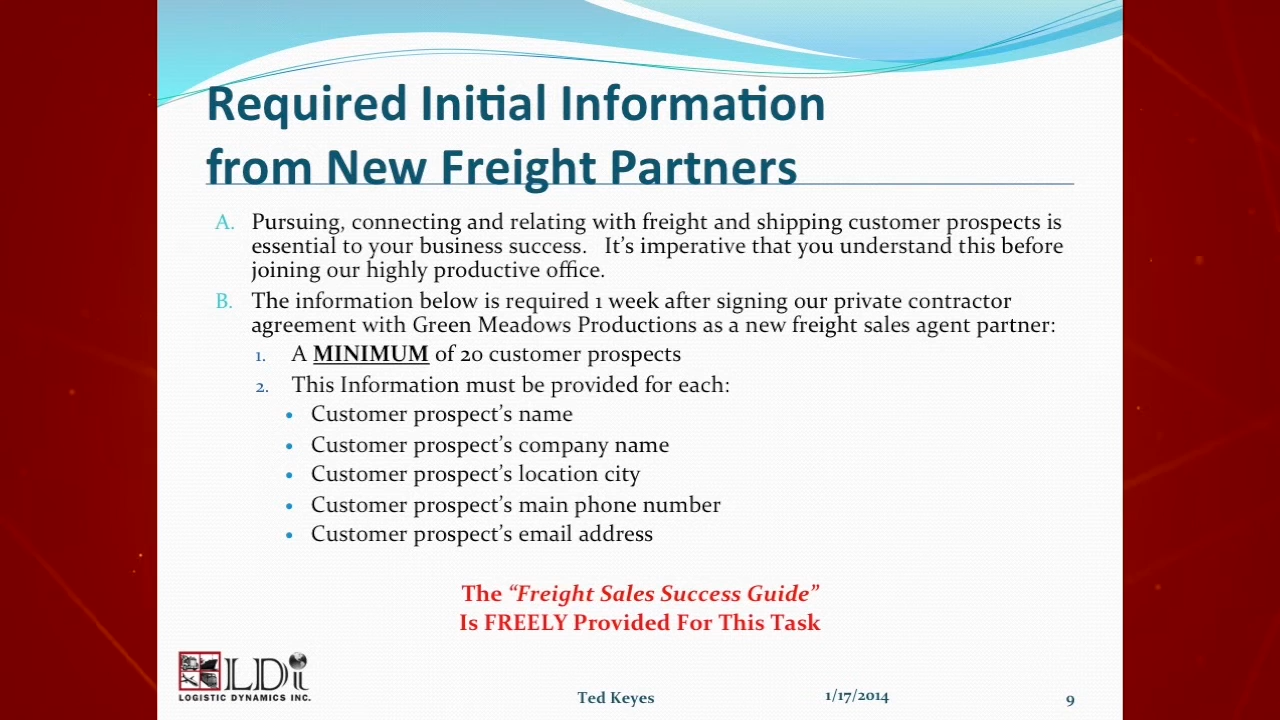 Required Initial Information
from New Freight Partners
A. Pursuing, connecting and relating with freight and shipping customer prospects is
essential to your business success. It’s imperative that you understand this before
joining our highly productive office.
B. The information below is required 1 week after signing our private contractor
agreement with Green Meadows Productions as a new freight sales agent partner:
1. A MINIMUM of 20 customer prospects
2. This Information must be provided for each:
• Customer prospect’s name
• Customer prospect’s company name
• Customer prospect’s location city
• Customer prospect’s main phone number
• Customer prospect’s email address
The “Freight Sales Success Guide”
Is FREELY Provided For This Task
LDi
LOGISTIC DYNAMICS INC.
Ted Keyes
1/17/2014
9